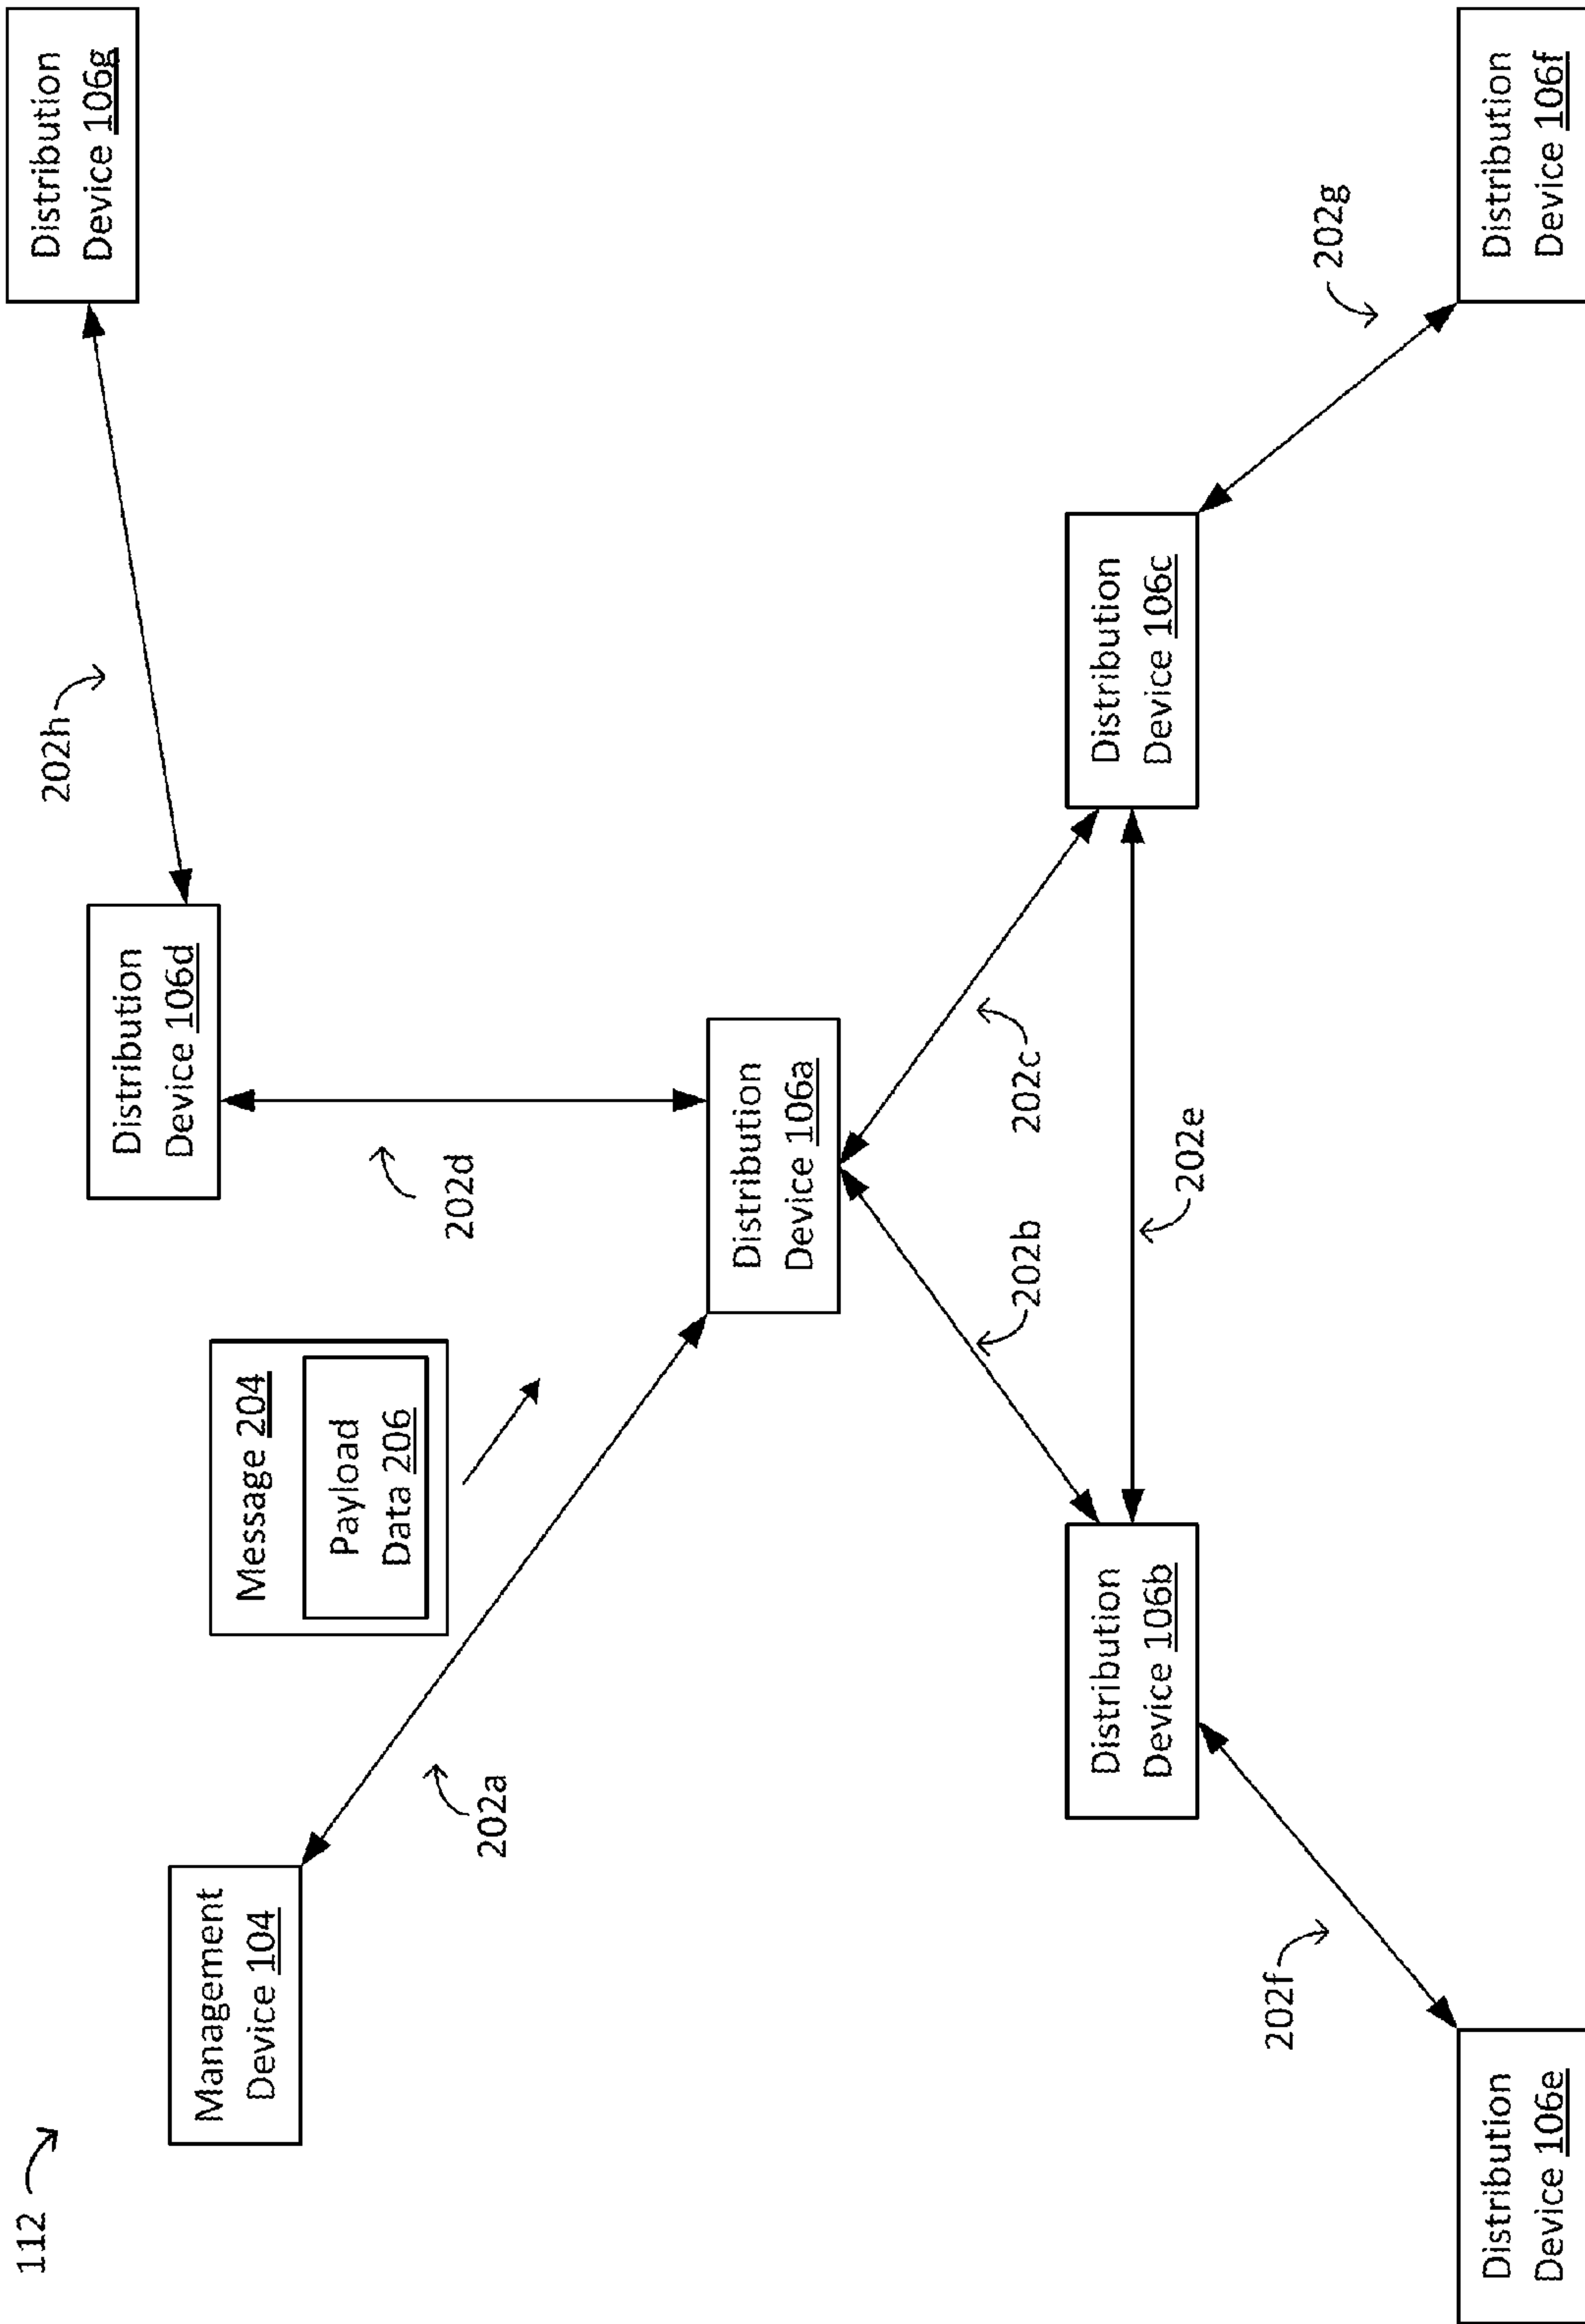 112
Management
Device 104
202a
Message 204
Payload
Data 206
202d
Distribution
Device 106d
202h
Distribution
Device 106g
Distribution
Device 106a
202b
202c
202e
Distribution
Device 106b
Distribution
Device 106c
202f
202g
Distribution
Device 106e
Distribution
Device 106f